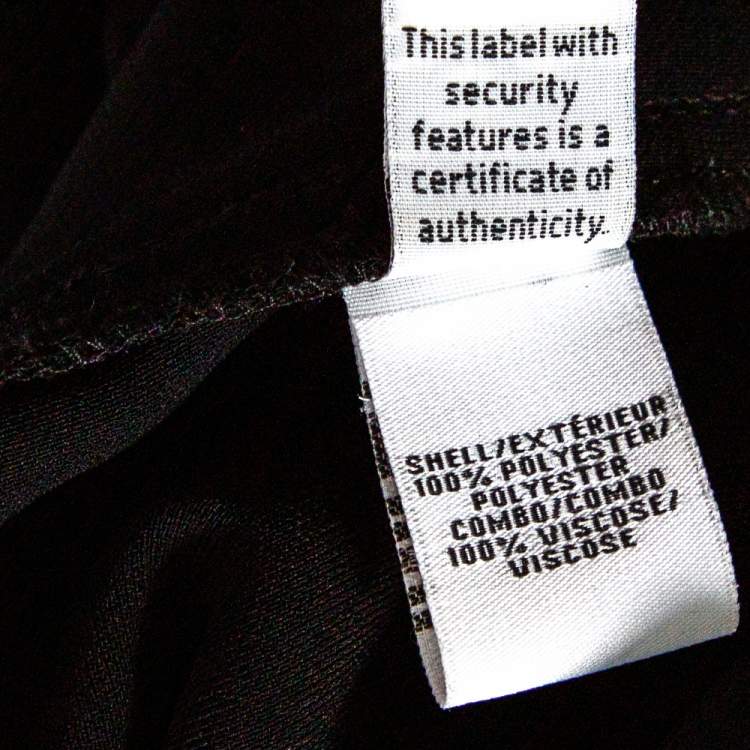 This label with
security
features is a
certificate of
authenticity.
SHELL/EXTÉRIEUR
100% POLYESTER/
POLYESTER
COMBO/COMBO
100% VISCOSE/
VISCOSE